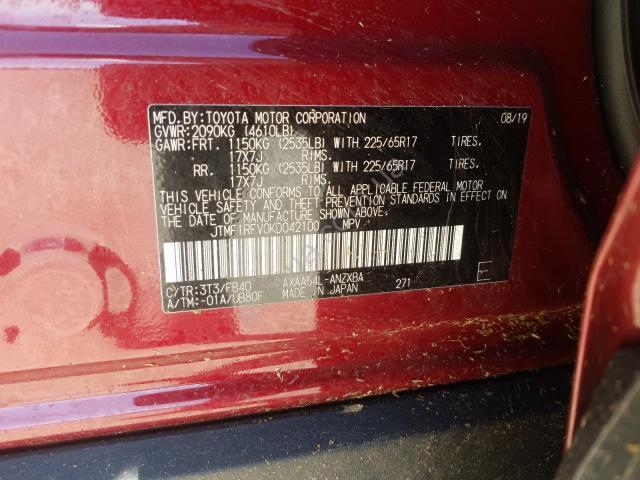 MFD.BY:TOYOTA MOTOR CORPORATION 08/19
GVWR:2090KG (4610LB)
GAWR:FRT. 1150KG (2535LB) WITH 225/65R17 TIRES.
17X7J RIMS.
RR. 1150KG (2535LB) WITH 225/65R17 TIRES.
17X7J RIMS.
THIS VEHICLE CONFORMS TO ALL APPLICABLE FEDERAL MOTOR
VEHICLE SAFETY AND THEFT PREVENTION STANDARDS IN EFFECT ON
THE DATE OF MANUFACTURE SHOWN ABOVE.
JTMF1RFV0KD042100 MPV
C/TR:3T3/FB40 AXAA54L-ANZXBA 271 E
A/TM:-01A/UB80F MADE IN JAPAN